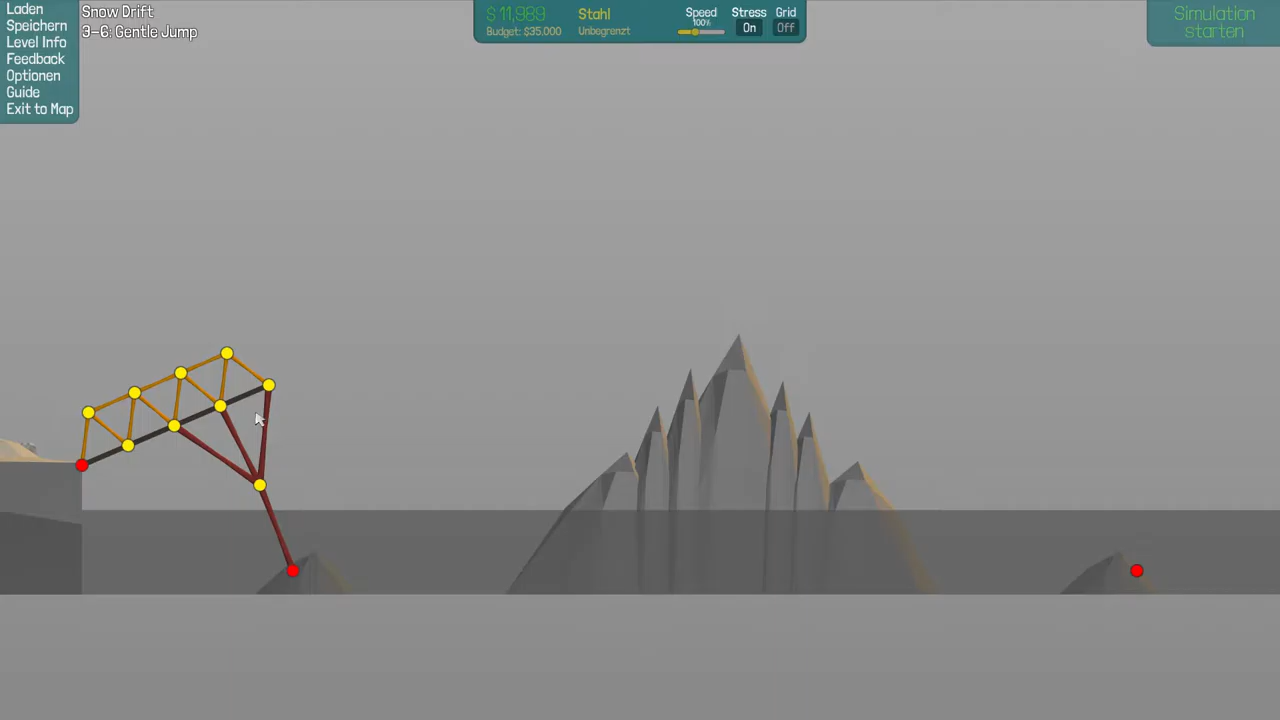 Laden
Speichern
Level Info
Feedback
Optionen
Guide
Exit to Map
Snow Drift
3-6: Gentle Jump
$ 11,989
Budget: $35.000
Stahl
Unbegrenzt
Speed
100%
Stress
On
Grid
Off
Simulation
starten